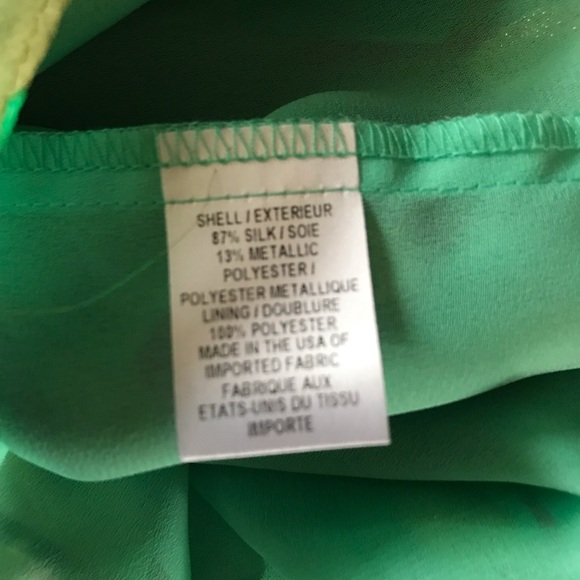 SHELL / EXTERIEUR
87% SILK / SOIE
13% METALLIC
POLYESTER /
POLYESTER METALLIQUE
LINING / DOUBLURE
100% POLYESTER
MADE IN THE USA OF
IMPORTED FABRIC
FABRIQUE AUX
ETATS-UNIS DU TISSU
IMPORTE